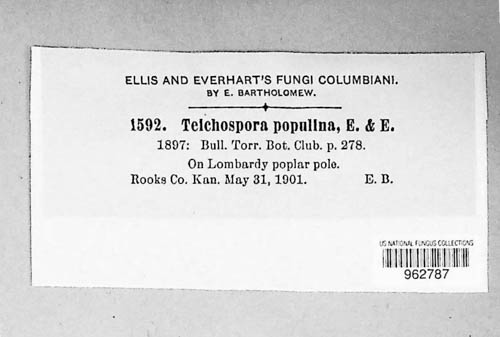 ELLIS AND EVERHART'S FUNGI COLUMBIANI.
BY E. BARTHOLOMEW.
1592. Teichospora populina, E. & E.
1897: Bull. Torr. Bot. Club. p. 278.
On Lombardy poplar pole.
Rooks Co. Kan. May 31, 1901. E. B.
US NATIONAL FUNGUS COLLECTIONS
962787